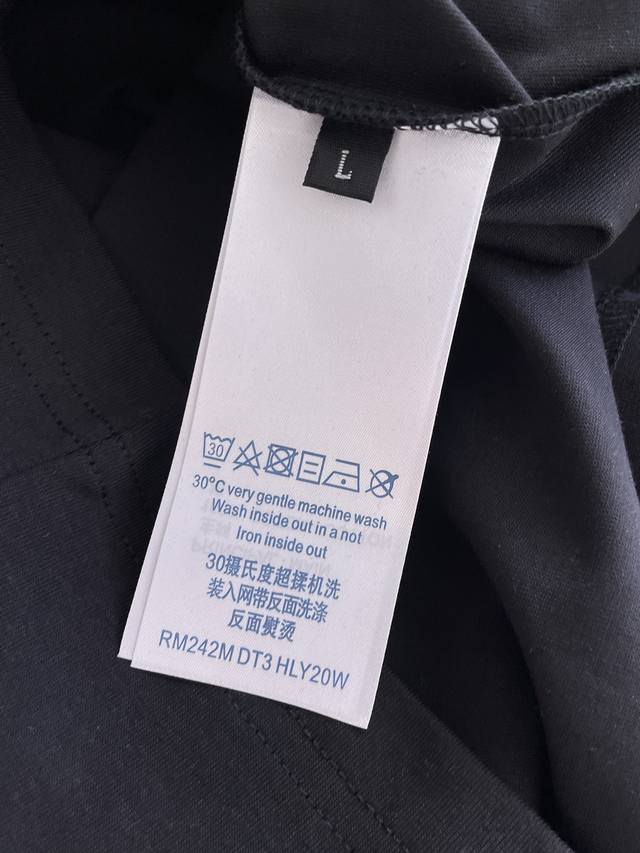 L
30
30°C very gentle machine wash
Wash inside out in a not
Iron inside out
30摄氏度超揉机洗
装入网带反面洗涤
反面熨烫
RM242M DT3 HLY20W